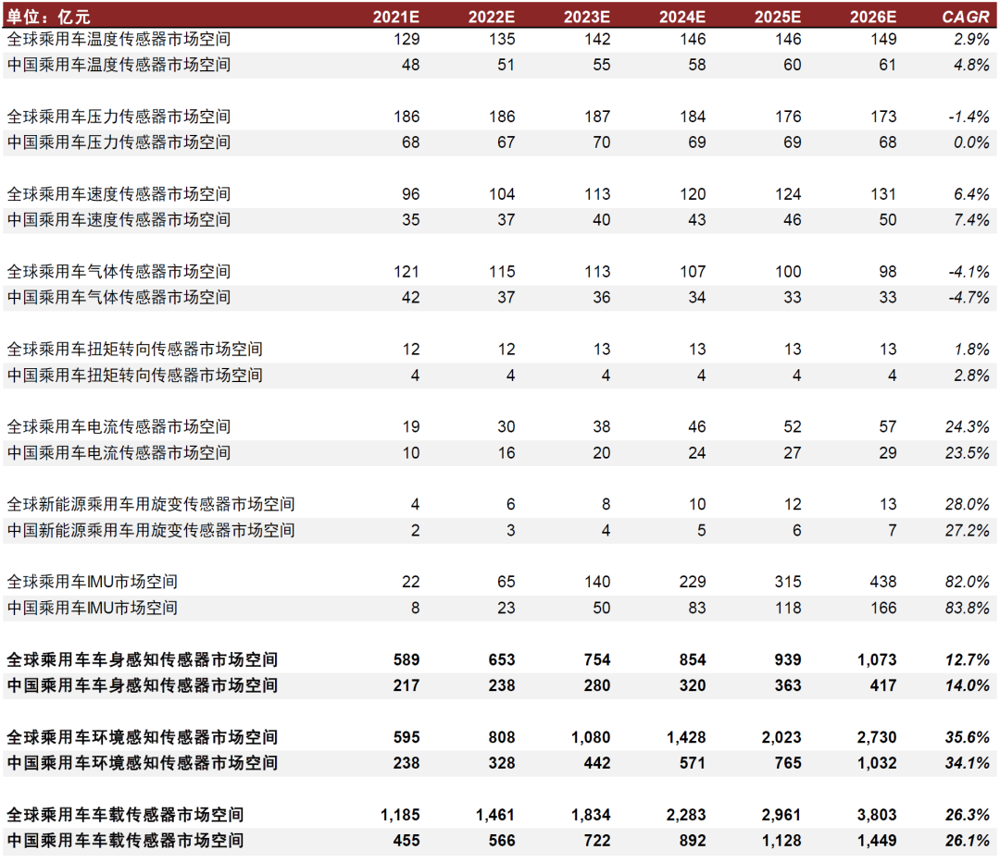 单位：亿元 2021E 2022E 2023E 2024E 2025E 2026E CAGR
全球乘用车温度传感器市场空间 129 135 142 146 146 149 2.9%
中国乘用车温度传感器市场空间 48 51 55 58 60 61 4.8%
全球乘用车压力传感器市场空间 186 186 187 184 176 173 -1.4%
中国乘用车压力传感器市场空间 68 67 70 69 69 68 0.0%
全球乘用车速度传感器市场空间 96 104 113 120 124 131 6.4%
中国乘用车速度传感器市场空间 35 37 40 43 46 50 7.4%
全球乘用车气体传感器市场空间 121 115 113 107 100 98 -4.1%
中国乘用车气体传感器市场空间 42 37 36 34 33 33 -4.7%
全球乘用车扭矩转向传感器市场空间 12 12 13 13 13 13 1.8%
中国乘用车扭矩转向传感器市场空间 4 4 4 4 4 4 2.8%
全球乘用车电流传感器市场空间 19 30 38 46 52 57 24.3%
中国乘用车电流传感器市场空间 10 16 20 24 27 29 23.5%
全球新能源乘用车用旋变传感器市场空间 4 6 8 10 12 13 28.0%
中国新能源乘用车用旋变传感器市场空间 2 3 4 5 6 7 27.2%
全球乘用车IMU市场空间 22 65 140 229 315 438 82.0%
中国乘用车IMU市场空间 8 23 50 83 118 166 83.8%
全球乘用车车身感知传感器市场空间 589 653 754 854 939 1,073 12.7%
中国乘用车车身感知传感器市场空间 217 238 280 320 363 417 14.0%
全球乘用车环境感知传感器市场空间 595 808 1,080 1,428 2,023 2,730 35.6%
中国乘用车环境感知传感器市场空间 238 328 442 571 765 1,032 34.1%
全球乘用车车载传感器市场空间 1,185 1,461 1,834 2,283 2,961 3,803 26.3%
中国乘用车车载传感器市场空间 455 566 722 892 1,128 1,449 26.1%